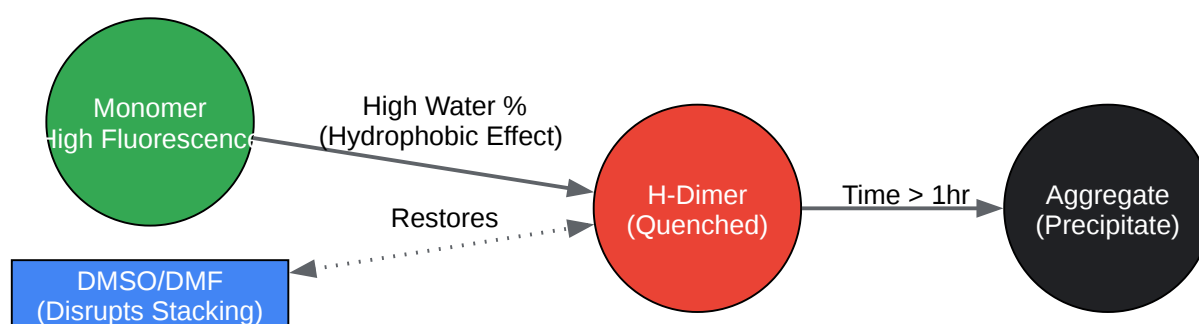 Monomer
High Fluorescence
High Water %
(Hydrophobic Effect)
Restores
DMSO/DMF
(Disrupts Stacking)
H-Dimer
(Quenched)
Time > 1hr
Aggregate
(Precipitate)